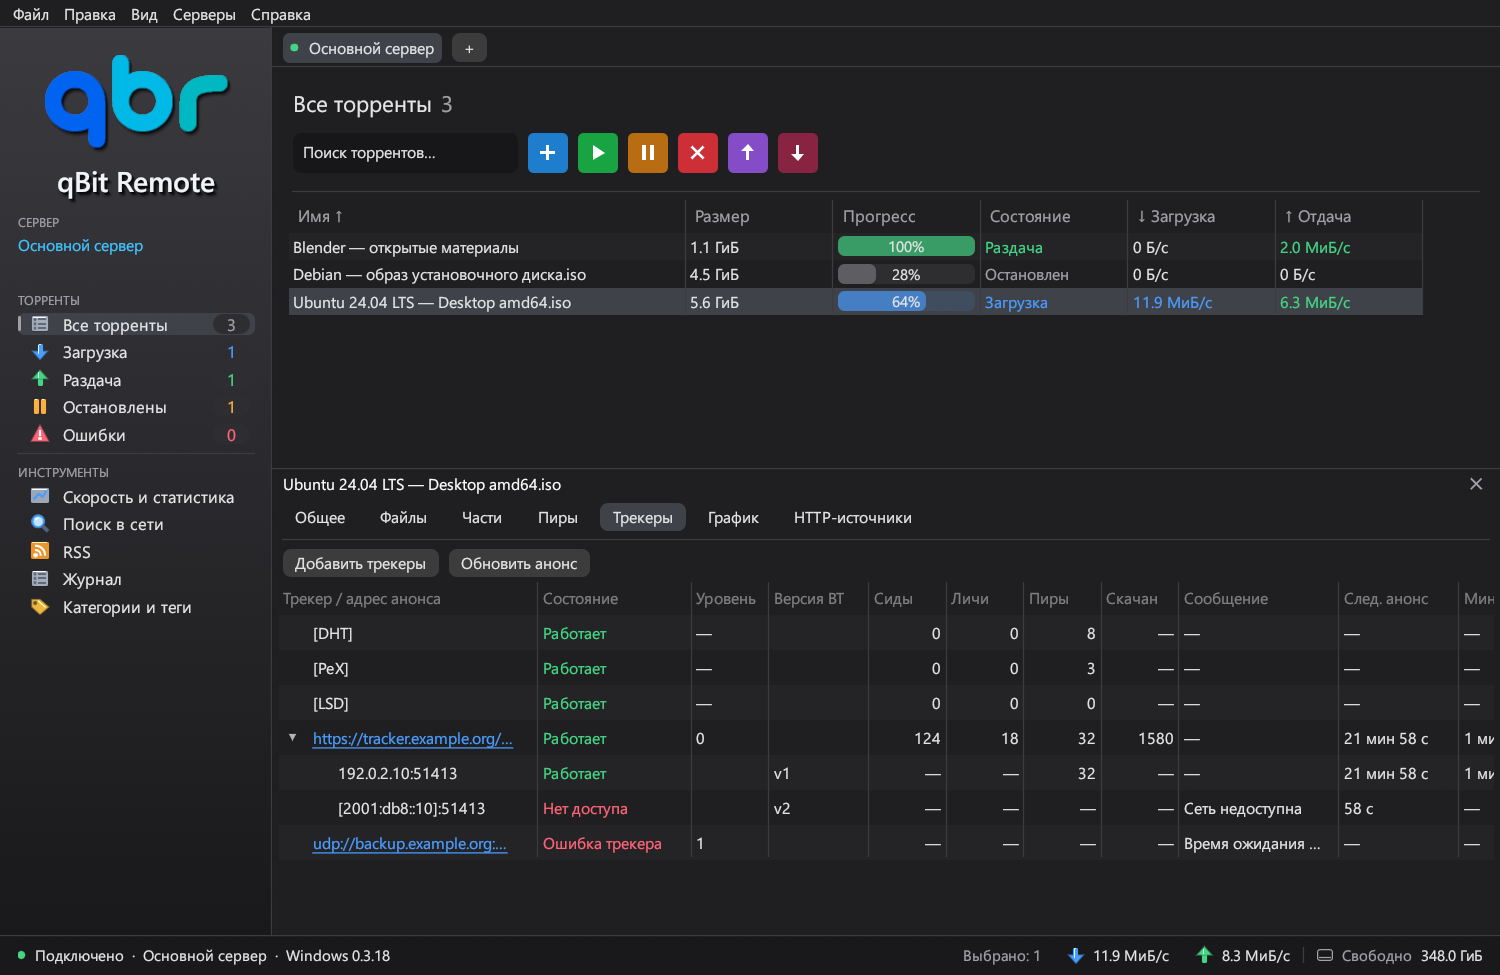 Файл Правка Вид Серверы Справка
qbr
qBit Remote
СЕРВЕР
Основной сервер
ТОРРЕНТЫ
Все торренты 3
Загрузка 1
Раздача 1
Остановлены 1
Ошибки 0
ИНСТРУМЕНТЫ
Скорость и статистика
Поиск в сети
RSS
Журнал
Категории и теги
Основной сервер +
Все торренты 3
Поиск торрентов...
Имя ↑ Размер Прогресс Состояние ↓ Загрузка ↑ Отдача
Blender — открытые материалы 1.1 ГиБ 100% Раздача 0 Б/с 2.0 МиБ/с
Debian — образ установочного диска.iso 4.5 ГиБ 28% Остановлен 0 Б/с 0 Б/с
Ubuntu 24.04 LTS — Desktop amd64.iso 5.6 ГиБ 64% Загрузка 11.9 МиБ/с 6.3 МиБ/с
Ubuntu 24.04 LTS — Desktop amd64.iso
Общее Файлы Части Пиры Трекеры График HTTP-источники
Добавить трекеры Обновить анонс
Трекер / адрес анонса Состояние Уровень Версия BT Сиды Личи Пиры Скачан Сообщение След. анонс Мин
[DHT] Работает — 0 0 8 — — — —
[PeX] Работает — 0 0 3 — — — —
[LSD] Работает — 0 0 0 — — — —
https://tracker.example.org/... Работает 0 124 18 32 1580 — 21 мин 58 с 1 ми
192.0.2.10:51413 Работает v1 — — 32 — — 21 мин 58 с 1 ми
[2001:db8::10]:51413 Нет доступа v2 — — — — Сеть недоступна 58 с —
udp://backup.example.org:... Ошибка трекера 1 — — — — Время ожидания ... — —
Подключено · Основной сервер · Windows 0.3.18
Выбрано: 1 11.9 МиБ/с 8.3 МиБ/с Свободно 348.0 ГиБ